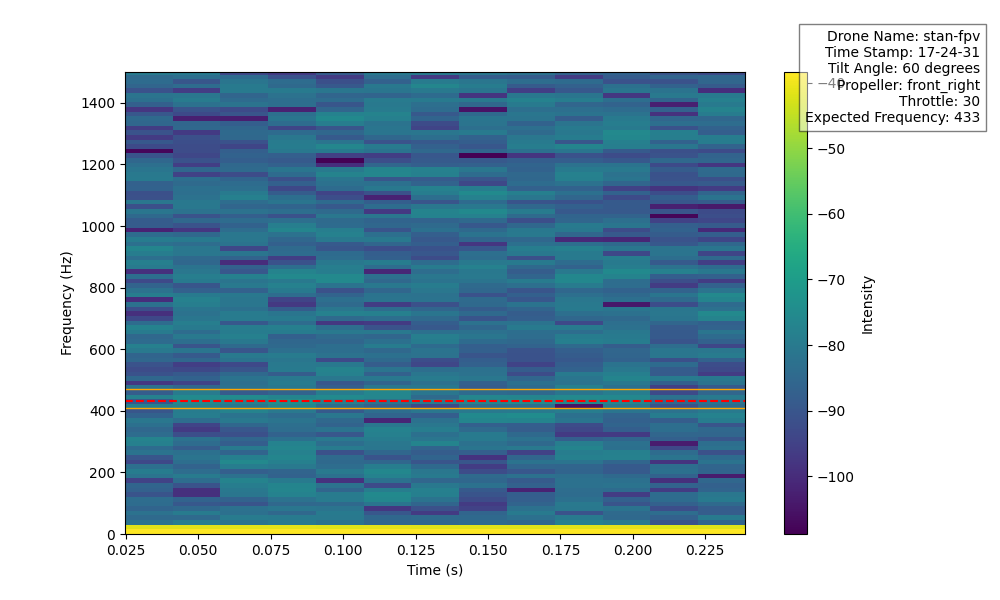 Drone Name: stan-fpv
Time Stamp: 17-24-31
Tilt Angle: 60 degrees
Propeller: front_right
Throttle: 30
Expected Frequency: 433
1400
1200
1000
800
600
400
200
0
Frequency (Hz)
0.025 0.050 0.075 0.100 0.125 0.150 0.175 0.200 0.225
Time (s)
−40
−50
−60
−70
−80
−90
−100
Intensity